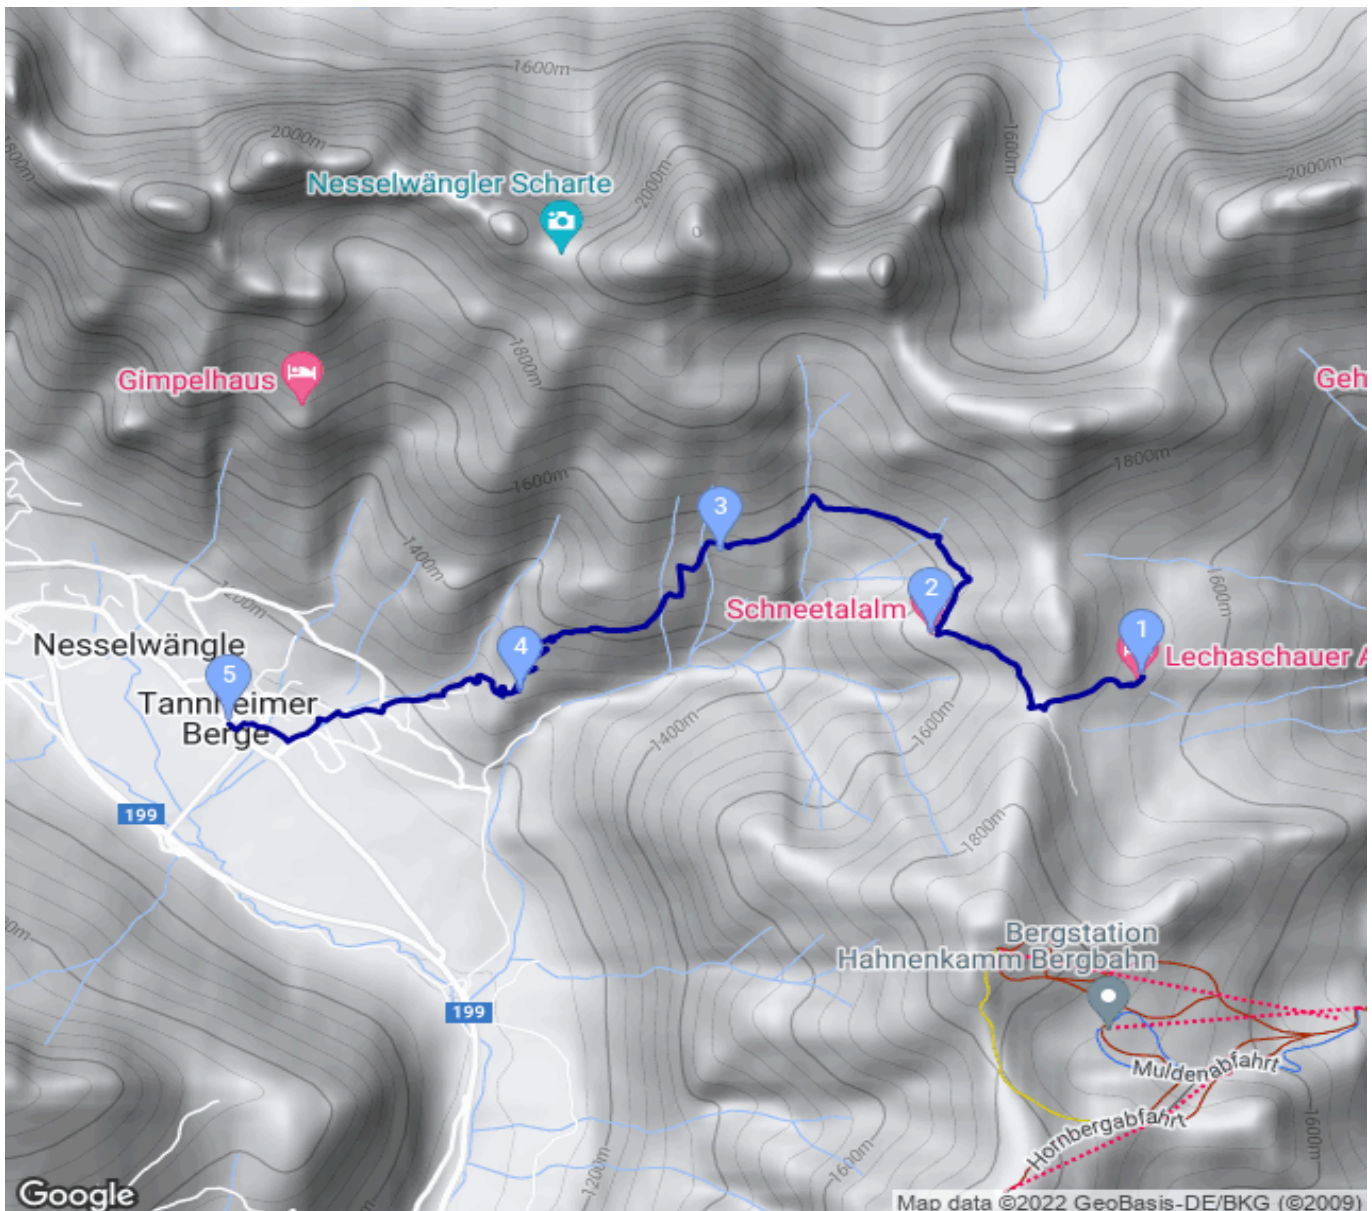 1600m
2000m
1800m
Nesselwängler Scharte
2000m
1600m
2000m
0
1800m
Gimpelhaus
Geh
1800m
1600m
3
1400m
1200m
1600m
2
Schneetalalm
1
Lechaschauer A
Nesselwängle
4
5
Tannheimer
Berge
1400m
1600m
199
1800m
Bergstation
Hahnenkamm Bergbahn
199
Muldenabfahrt
Hornbergabfahrt
1600m
1600m
1200m
Google
Map data ©2022 GeoBasis-DE/BKG (©2009)